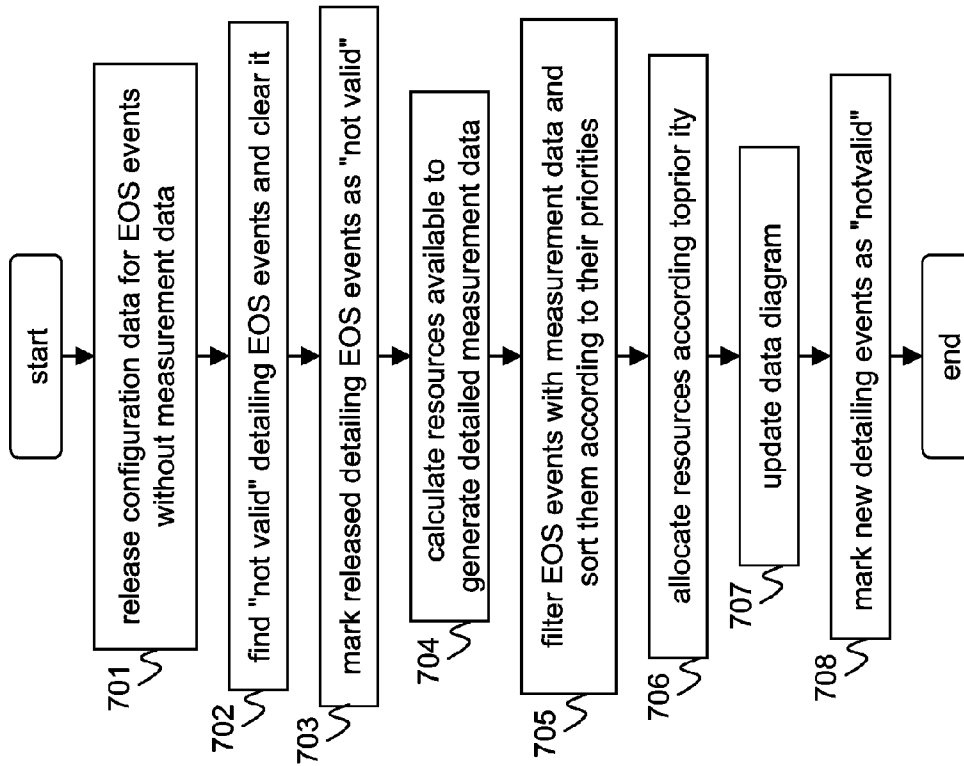 start
701
release configuration data for EOS events
without measurement data
702
find "not valid" detailing EOS events and clear it
703
mark released detailing EOS events as "not valid"
704
calculate resources available to
generate detailed measurement data
705
filter EOS events with measurement data and
sort them according to their priorities
706
allocate resources according toprior ity
707
update data diagram
708
mark new detailing events as "notvalid"
end